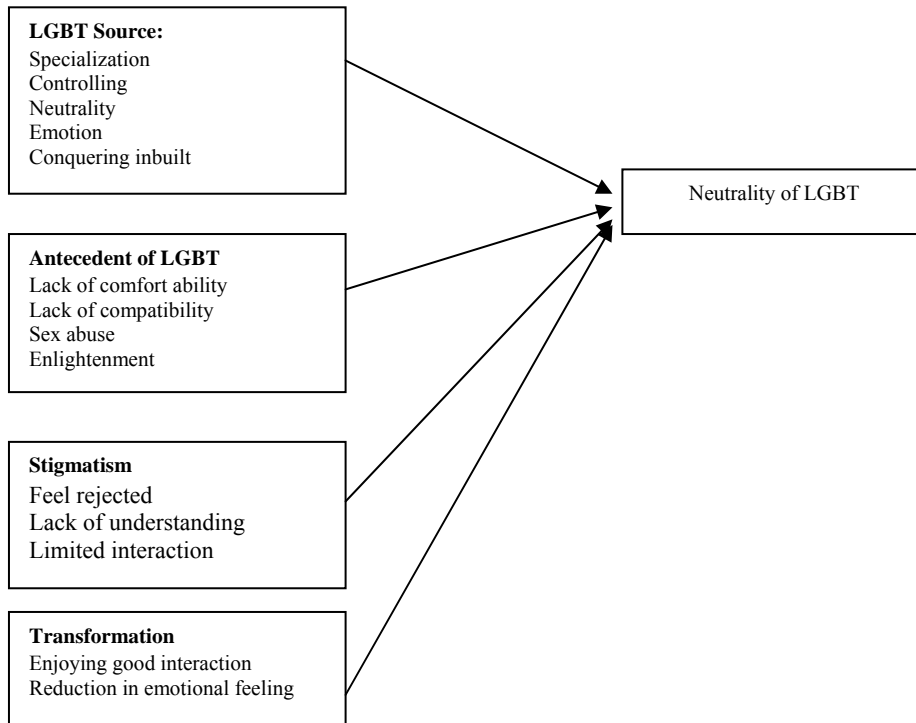 LGBT Source:
Specialization
Controlling
Neutrality
Emotion
Conquering inbuilt
Neutrality of LGBT
Antecedent of LGBT
Lack of comfort ability
Lack of compatibility
Sex abuse
Enlightenment
Stigmatism
Feel rejected
Lack of understanding
Limited interaction
Transformation
Enjoying good interaction
Reduction in emotional feeling